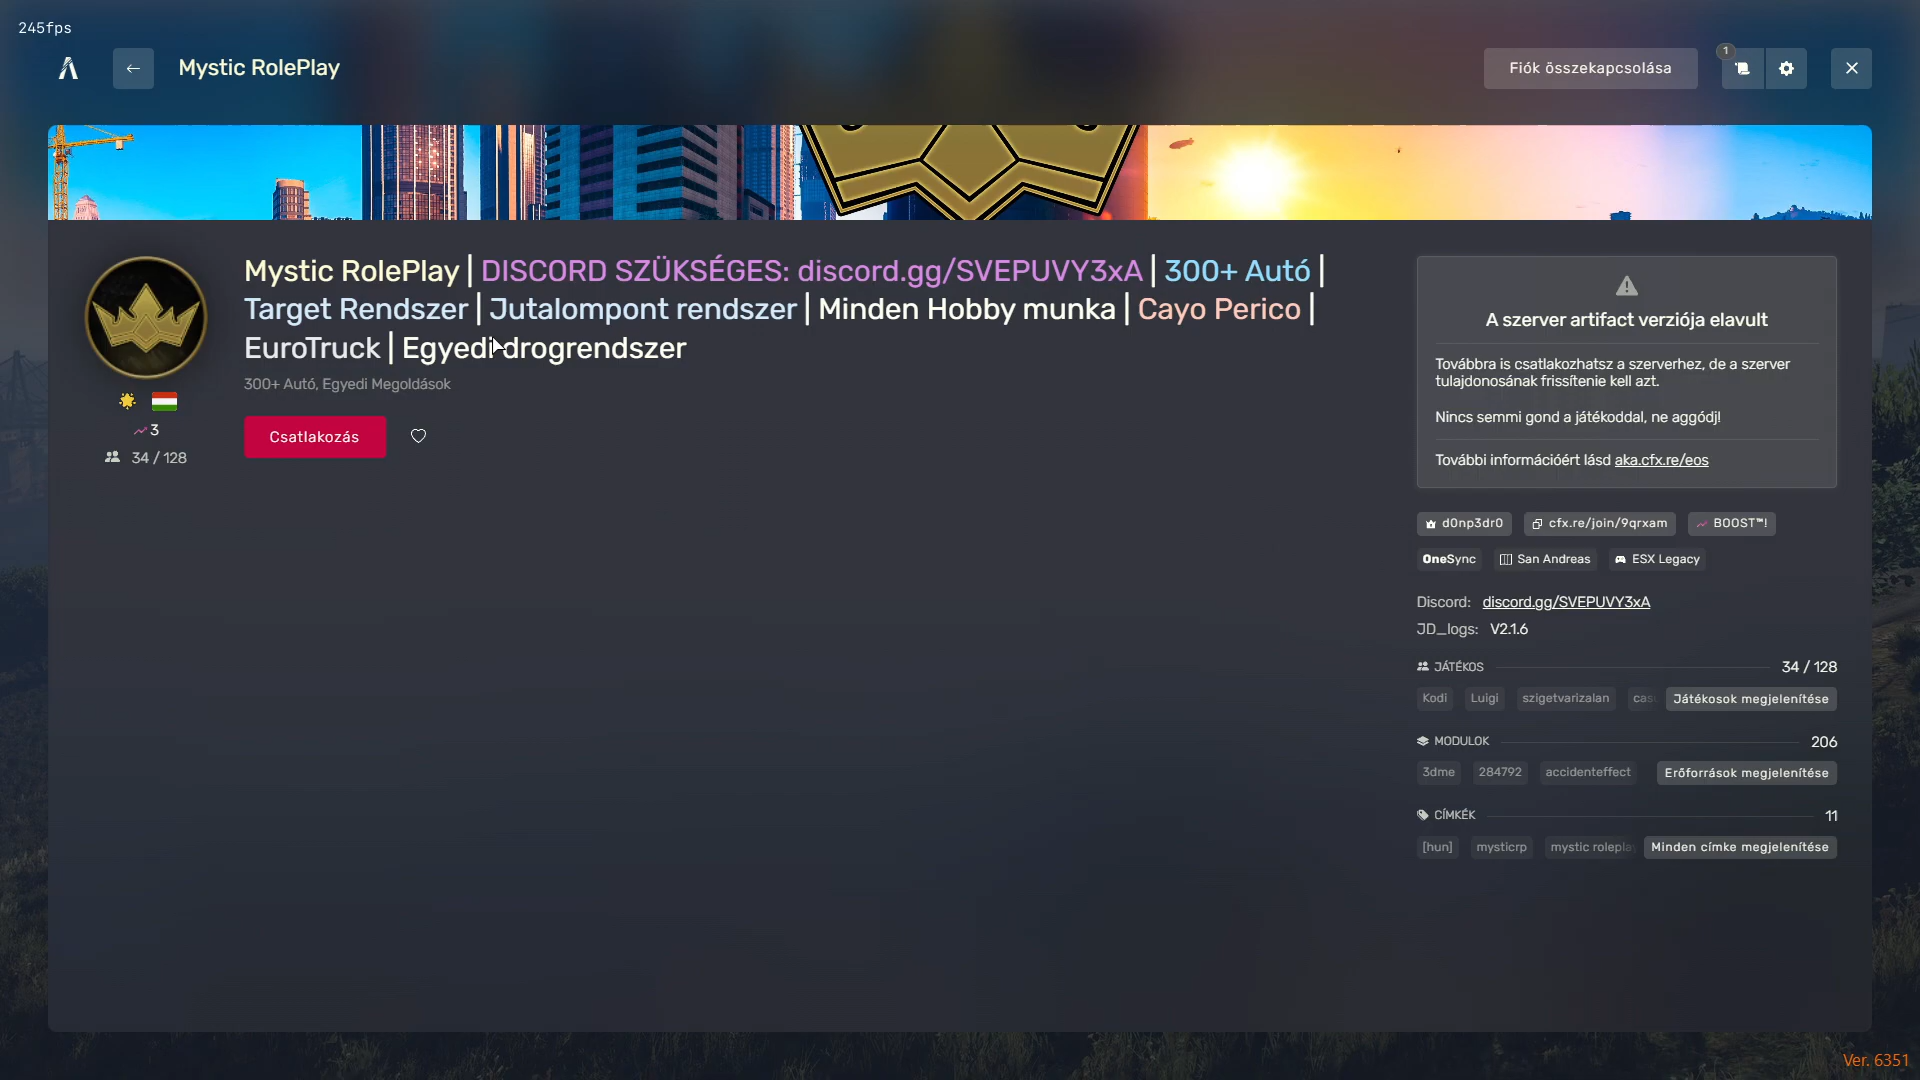 245fps
Mystic RolePlay
Fiók összekapcsolása
1
Mystic RolePlay | DISCORD SZÜKSÉGES: discord.gg/SVEPUVY3xA | 300+ Autó |
Target Rendszer | Jutalompont rendszer | Minden Hobby munka | Cayo Perico |
EuroTruck | Egyedi drogrendszer
300+ Autó, Egyedi Megoldások
3
34 / 128
Csatlakozás
A szerver artifact verziója elavult
Továbbra is csatlakozhatsz a szerverhez, de a szerver
tulajdonosának frissítenie kell azt.
Nincs semmi gond a játékoddal, ne aggódj!
További információért lásd aka.cfx.re/eos
d0np3dr0 cfx.re/join/9qrxam BOOST™!
OneSync San Andreas ESX Legacy
Discord: discord.gg/SVEPUVY3xA
JD_logs: V2.1.6
JÁTÉKOS 34 / 128
Kodi Luigi szigetvarizalan Játékosok megjelenítése
MODULOK 206
3dme 284792 accidenteffect Erőforrások megjelenítése
CÍMKÉK 11
[hun] mysticrp mystic rolepla Minden címke megjelenítése
Ver. 6351